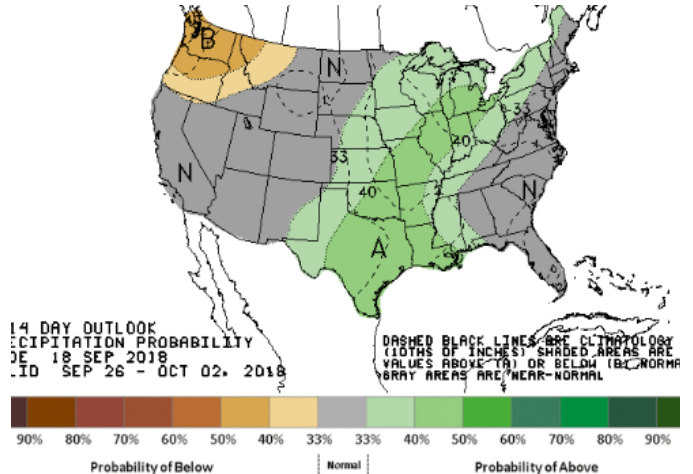 B
N
33
33
40
N
40
N
A
14 DAY OUTLOOK
ECIPITATION PROBABILITY
DE 18 SEP 2018
LID SEP 26 - OCT 02, 2018
DASHED BLACK LINES ARE CLIMATOLOGY
(10THS OF INCHES) SHADED AREAS ARE
VALUES ABOVE (A) OR BELOW (B) NORMA
GRAY AREAS ARE NEAR-NORMAL
90% 80% 70% 60% 50% 40% 33% 33% 40% 50% 60% 70% 80% 90%
Probability of Below Normal Probability of Above